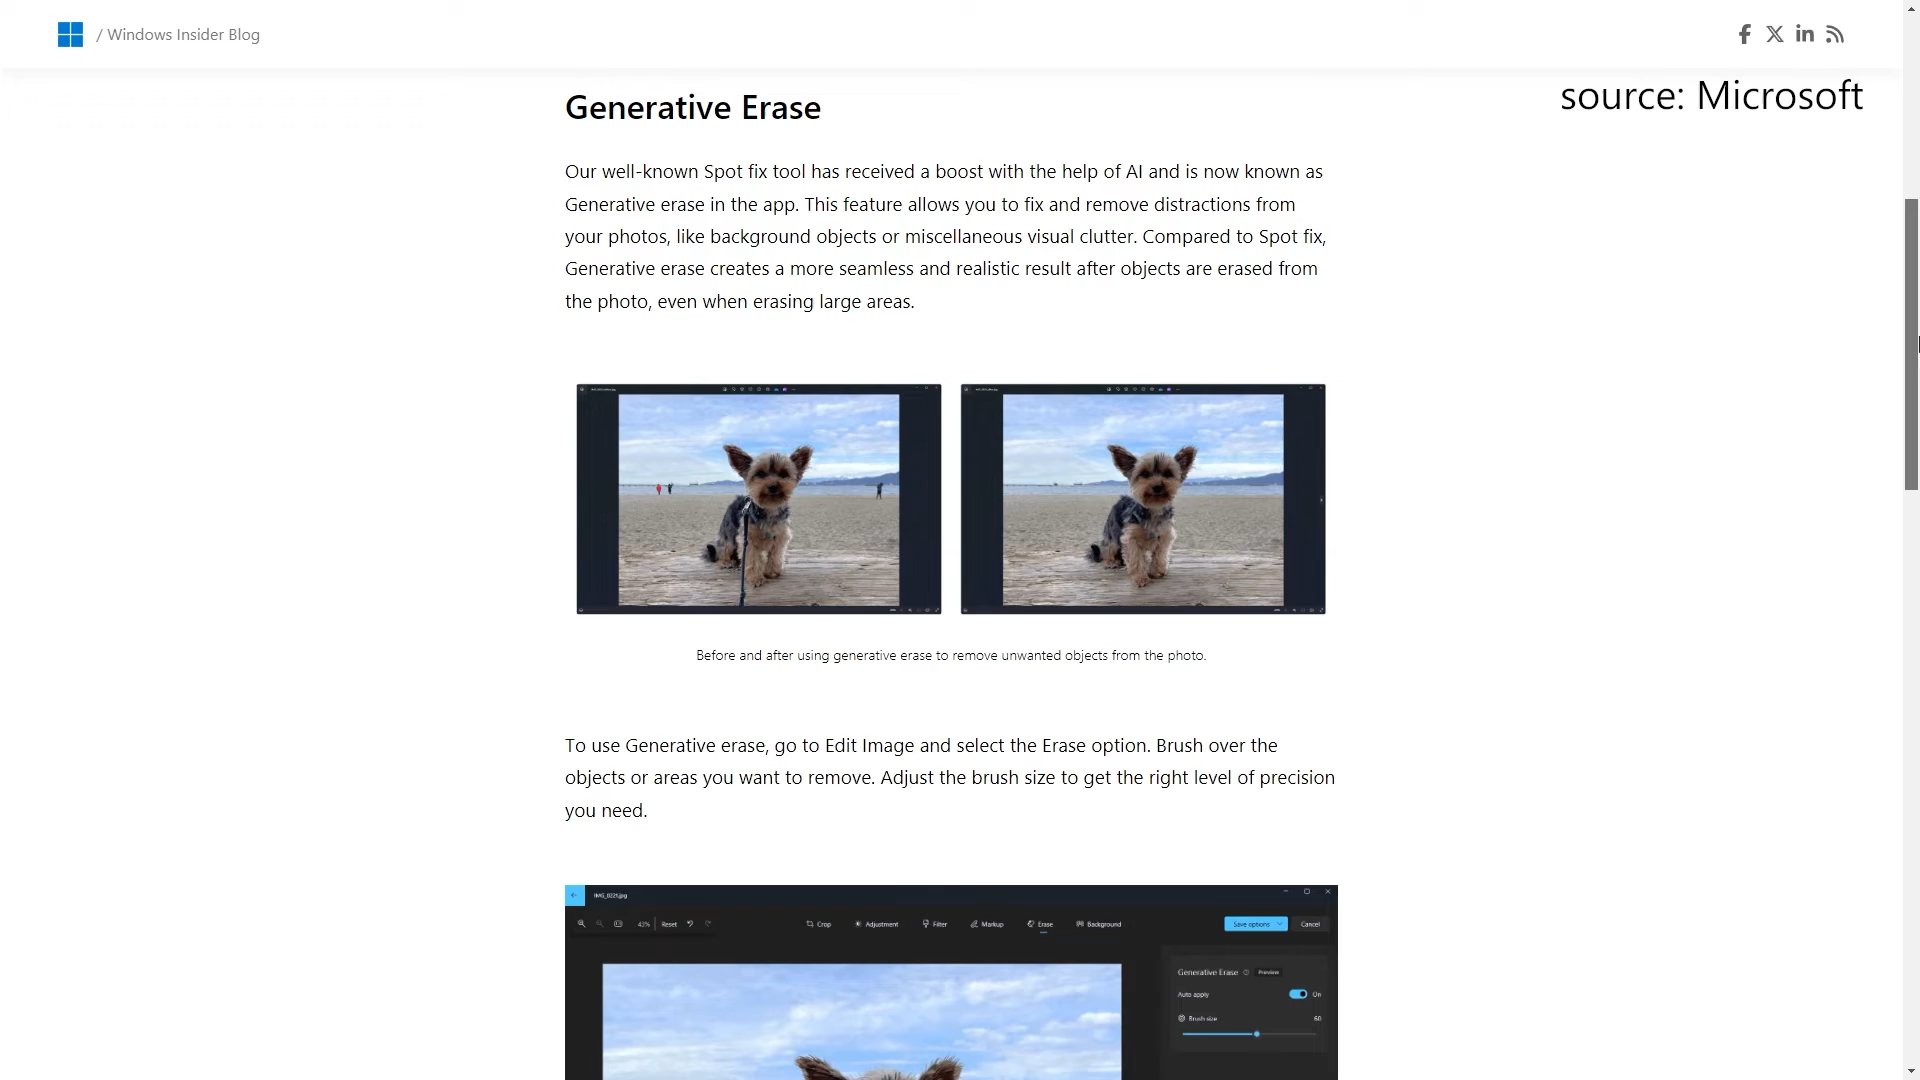 / Windows Insider Blog
source: Microsoft
Generative Erase
Our well-known Spot fix tool has received a boost with the help of AI and is now known as
Generative erase in the app. This feature allows you to fix and remove distractions from
your photos, like background objects or miscellaneous visual clutter. Compared to Spot fix,
Generative erase creates a more seamless and realistic result after objects are erased from
the photo, even when erasing large areas.
Before and after using generative erase to remove unwanted objects from the photo.
To use Generative erase, go to Edit Image and select the Erase option. Brush over the
objects or areas you want to remove. Adjust the brush size to get the right level of precision
you need.
IMG_0221.jpg
43% Reset Crop Adjustment Filter Markup Erase Background Save options Cancel
Generative Erase Preview
Auto apply On
Brush size 60